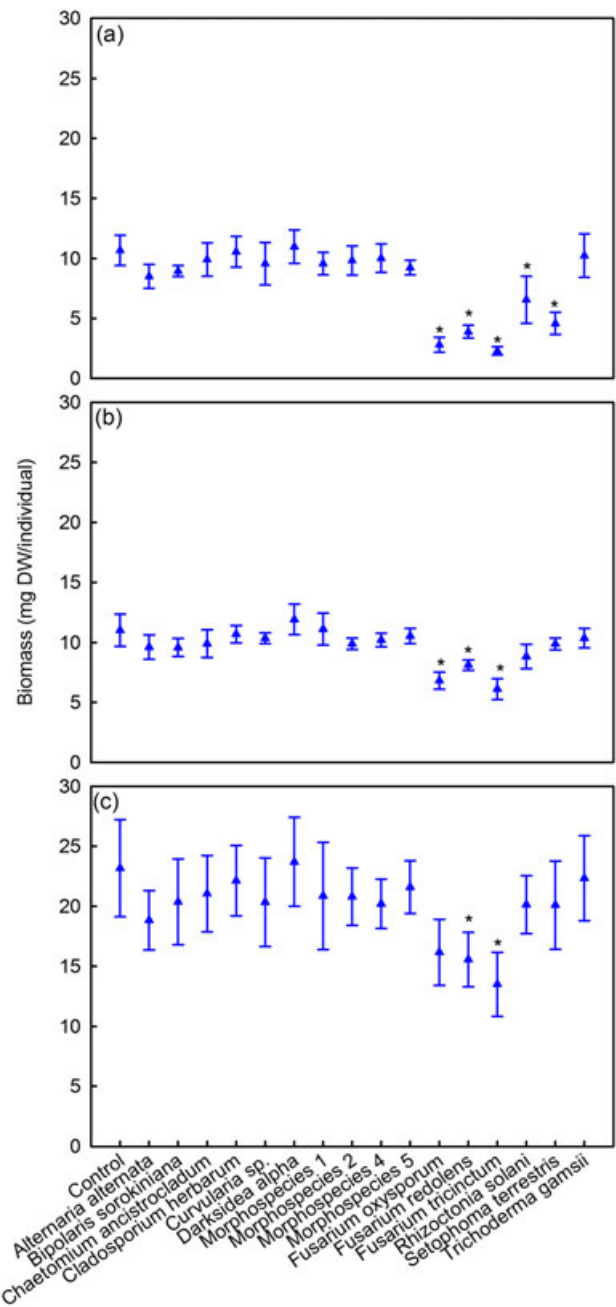 (a)
30
25
20
15
10
5
0
* * * * *
(b)
30
25
20
15
10
5
0
* * *
(c)
30
25
20
15
10
5
0
* *
Biomass (mg DW/individual)
Control
Alternaria alternata
Bipolaris sorokiniana
Chaetomium ancistrocladum
Cladosporium herbarum
Curvularia sp.
Darksidea alpha
Morphospecies 1
Morphospecies 2
Morphospecies 4
Morphospecies 5
Fusarium oxysporum
Fusarium redolens
Fusarium tricinctum
Rhizoctonia solani
Setophoma terrestris
Trichoderma gamsii